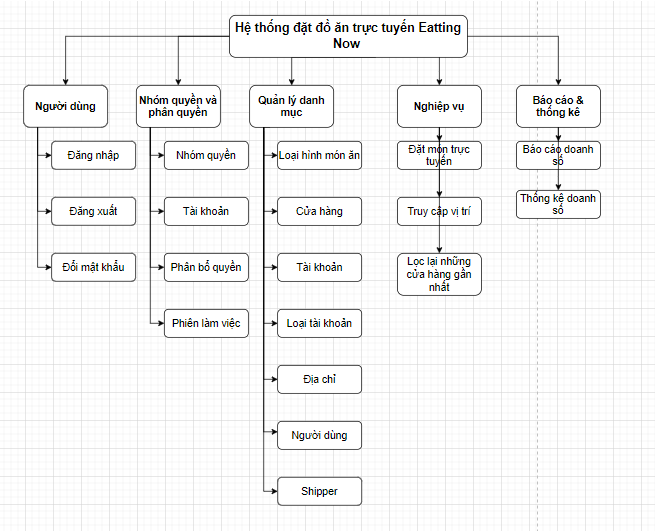 Hệ thống đặt đồ ăn trực tuyến Eatting
Now
Người dùng
Nhóm quyền và
phân quyền
Quản lý danh
mục
Nghiệp vụ
Báo cáo &
thống kê
Đăng nhập
Nhóm quyền
Loại hình món ăn
Đặt món trực
tuyến
Báo cáo doanh
số
Đăng xuất
Tài khoản
Cửa hàng
Truy cấp vị trí
Thống kê doanh
số
Đổi mật khẩu
Phân bổ quyền
Tài khoản
Lọc lại những
cửa hàng gần
nhất
Phiên làm việc
Loại tài khoản
Địa chỉ
Người dùng
Shipper